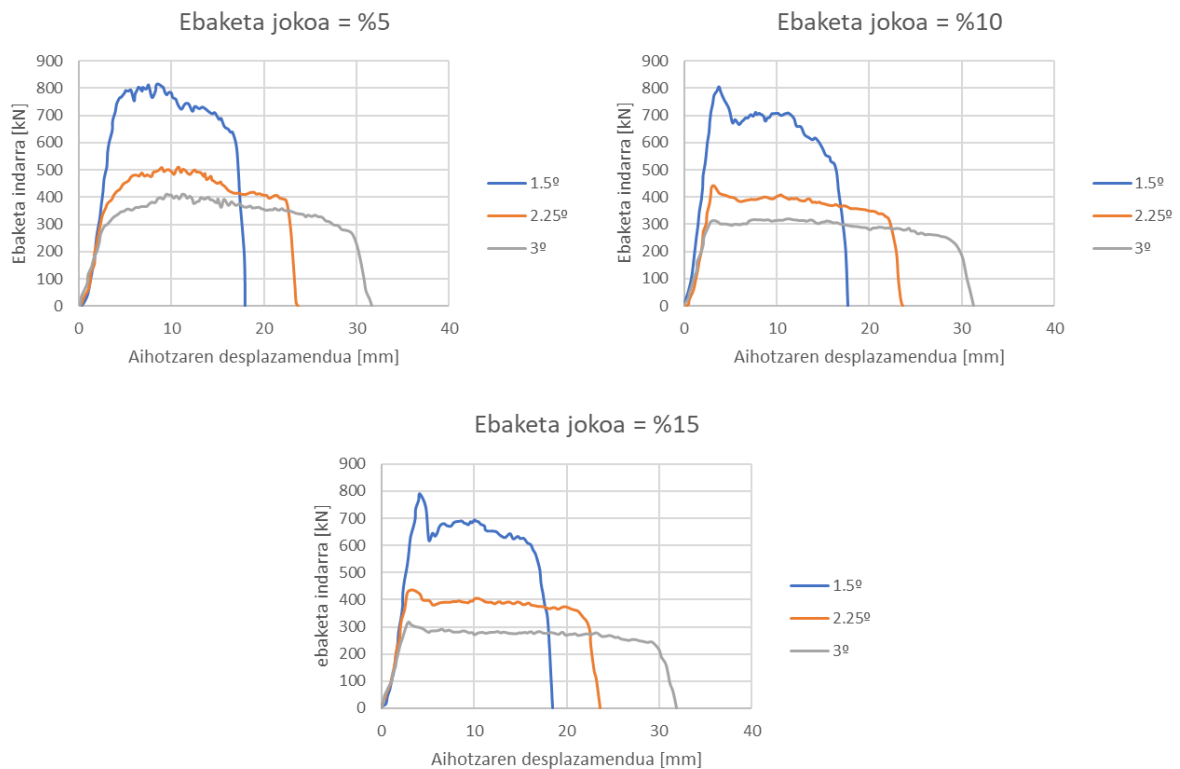 Ebaketa jokoa = %5
900
800
700
600
500
400
300
200
100
0
0 10 20 30 40
Ebaketa indarra [kN]
Aihotzaren desplazamendua [mm]
1.5º
2.25º
3º
Ebaketa jokoa = %10
900
800
700
600
500
400
300
200
100
0
0 10 20 30 40
Ebaketa indarra [kN]
Aihotzaren desplazamendua [mm]
1.5º
2.25º
3º
Ebaketa jokoa = %15
900
800
700
600
500
400
300
200
100
0
0 10 20 30 40
ebaketa indarra [kN]
Aihotzaren desplazamendua [mm]
1.5º
2.25º
3º